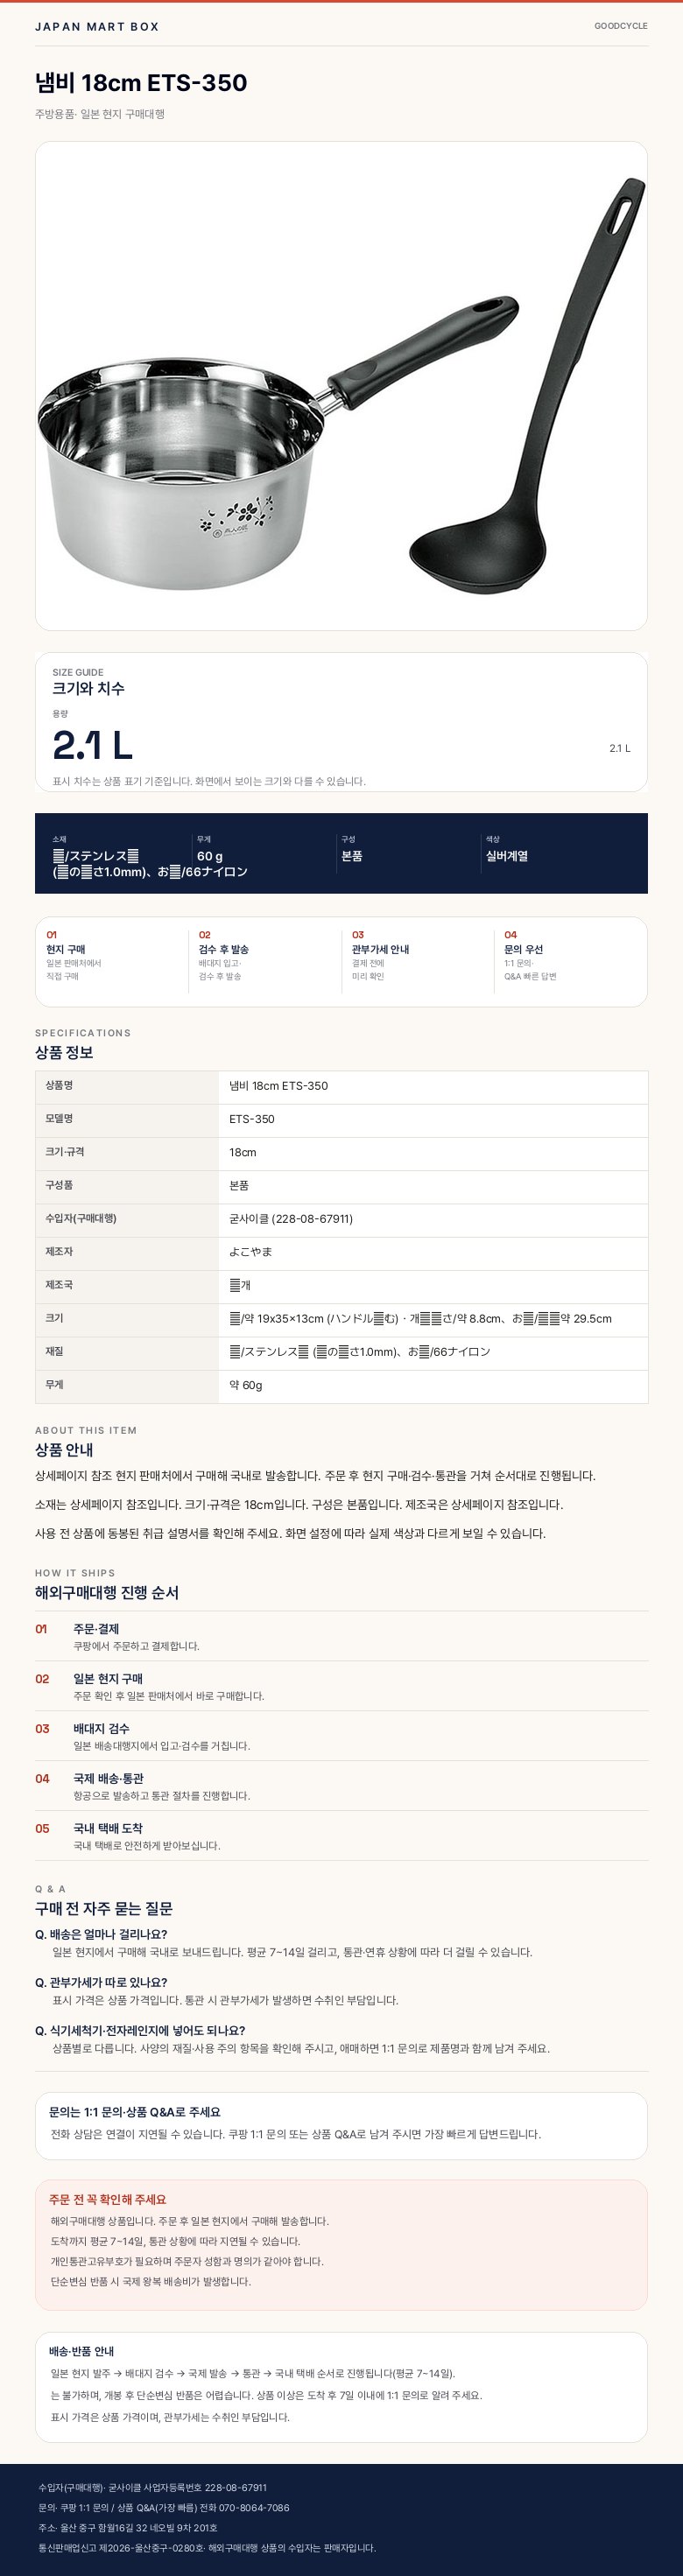 JAPAN MART BOX
GOODCYCLE
냄비 18cm ETS-350
주방용품· 일본 현지 구매대행
SIZE GUIDE
크기와 치수
용량
2.1 L
2.1 L
표시 치수는 상품 표기 기준입니다. 화면에서 보이는 크기와 다를 수 있습니다.
소재
무게
구성
색상
/ステンレス
60 g
본품
실버계열
(のさ1.0mm)、お/66ナイロン
01
02
03
04
현지 구매
검수 후 발송
관부가세 안내
문의 우선
일본 판매처에서
배대지 입고·
결제 전에
1:1 문의·
직접 구매
검수 후 발송
미리 확인
Q&A 빠른 답변
SPECIFICATIONS
상품 정보
상품명 냄비 18cm ETS-350
모델명 ETS-350
크기·규격 18cm
구성품 본품
수입자(구매대행) 굳사이클 (228-08-67911)
제조자 よこやま
제조국 개
크기 /약 19x35×13cm (ハンドルむ)・개さ/약 8.8cm、お/약 29.5cm
재질 /ステンレス (のさ1.0mm)、お/66ナイロン
무게 약 60g
ABOUT THIS ITEM
상품 안내
상세페이지 참조 현지 판매처에서 구매해 국내로 발송합니다. 주문 후 현지 구매·검수·통관을 거쳐 순서대로 진행됩니다.
소재는 상세페이지 참조입니다. 크기·규격은 18cm입니다. 구성은 본품입니다. 제조국은 상세페이지 참조입니다.
사용 전 상품에 동봉된 취급 설명서를 확인해 주세요. 화면 설정에 따라 실제 색상과 다르게 보일 수 있습니다.
HOW IT SHIPS
해외구매대행 진행 순서
01 주문·결제
쿠팡에서 주문하고 결제합니다.
02 일본 현지 구매
주문 확인 후 일본 판매처에서 바로 구매합니다.
03 배대지 검수
일본 배송대행지에서 입고·검수를 거칩니다.
04 국제 배송·통관
항공으로 발송하고 통관 절차를 진행합니다.
05 국내 택배 도착
국내 택배로 안전하게 받아보십니다.
Q & A
구매 전 자주 묻는 질문
Q. 배송은 얼마나 걸리나요?
일본 현지에서 구매해 국내로 보내드립니다. 평균 7~14일 걸리고, 통관·연휴 상황에 따라 더 걸릴 수 있습니다.
Q. 관부가세가 따로 있나요?
표시 가격은 상품 가격입니다. 통관 시 관부가세가 발생하면 수취인 부담입니다.
Q. 식기세척기·전자레인지에 넣어도 되나요?
상품별로 다릅니다. 사양의 재질·사용 주의 항목을 확인해 주시고, 애매하면 1:1 문의로 제품명과 함께 남겨 주세요.
문의는 1:1 문의·상품 Q&A로 주세요
전화 상담은 연결이 지연될 수 있습니다. 쿠팡 1:1 문의 또는 상품 Q&A로 남겨 주시면 가장 빠르게 답변드립니다.
주문 전 꼭 확인해 주세요
해외구매대행 상품입니다. 주문 후 일본 현지에서 구매해 발송합니다.
도착까지 평균 7~14일, 통관 상황에 따라 지연될 수 있습니다.
개인통관고유부호가 필요하며 주문자 성함과 명의가 같아야 합니다.
단순변심 반품 시 국제 왕복 배송비가 발생합니다.
배송·반품 안내
일본 현지 발주 → 배대지 검수 → 국제 발송 → 통관 → 국내 택배 순서로 진행됩니다(평균 7~14일).
는 불가하며, 개봉 후 단순변심 반품은 어렵습니다. 상품 이상은 도착 후 7일 이내에 1:1 문의로 알려 주세요.
표시 가격은 상품 가격이며, 관부가세는 수취인 부담입니다.
수입자(구매대행)· 굳사이클 사업자등록번호 228-08-67911
문의· 쿠팡 1:1 문의 / 상품 Q&A(가장 빠름) 전화 070-8064-7086
주소· 울산 중구 함월16길 32 네오빌 9차 201호
통신판매업신고 제2026-울산중구-0280호· 해외구매대행 상품의 수입자는 판매자입니다.